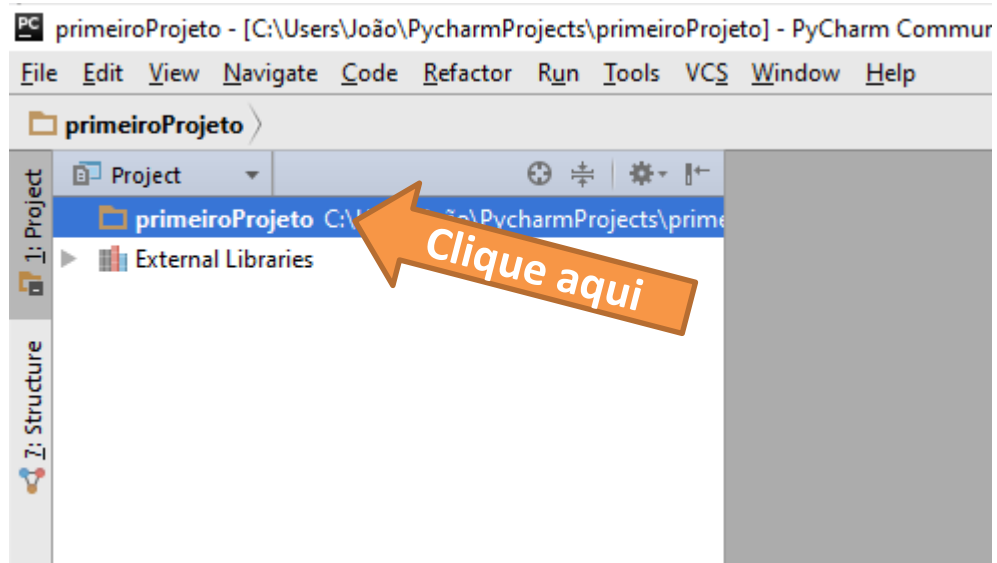 PC primeiroProjeto - [C:\Users\João\PycharmProjects\primeiroProjeto] - PyCharm Commun
File Edit View Navigate Code Refactor Run Tools VCS Window Help
primeiroProjeto
Project
primeiroProjeto C:\ PycharmProjects\prime
External Libraries
Clique aqui
1: Project
7: Structure